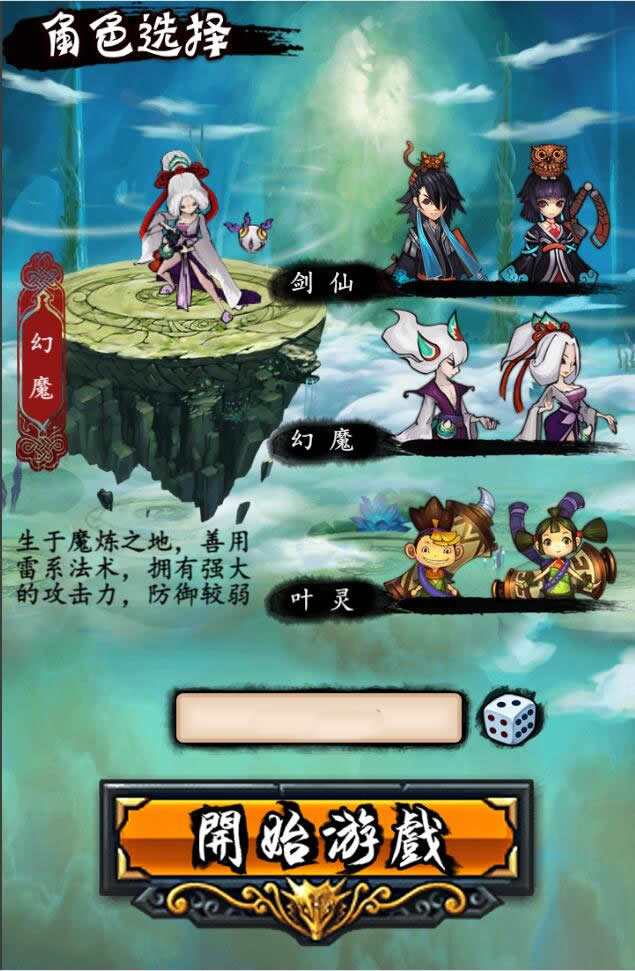 角色选择
剑仙
幻魔
幻魔
生于魔炼之地，善用
雷系法术，拥有强大
的攻击力，防御较弱
叶灵
開始游戲